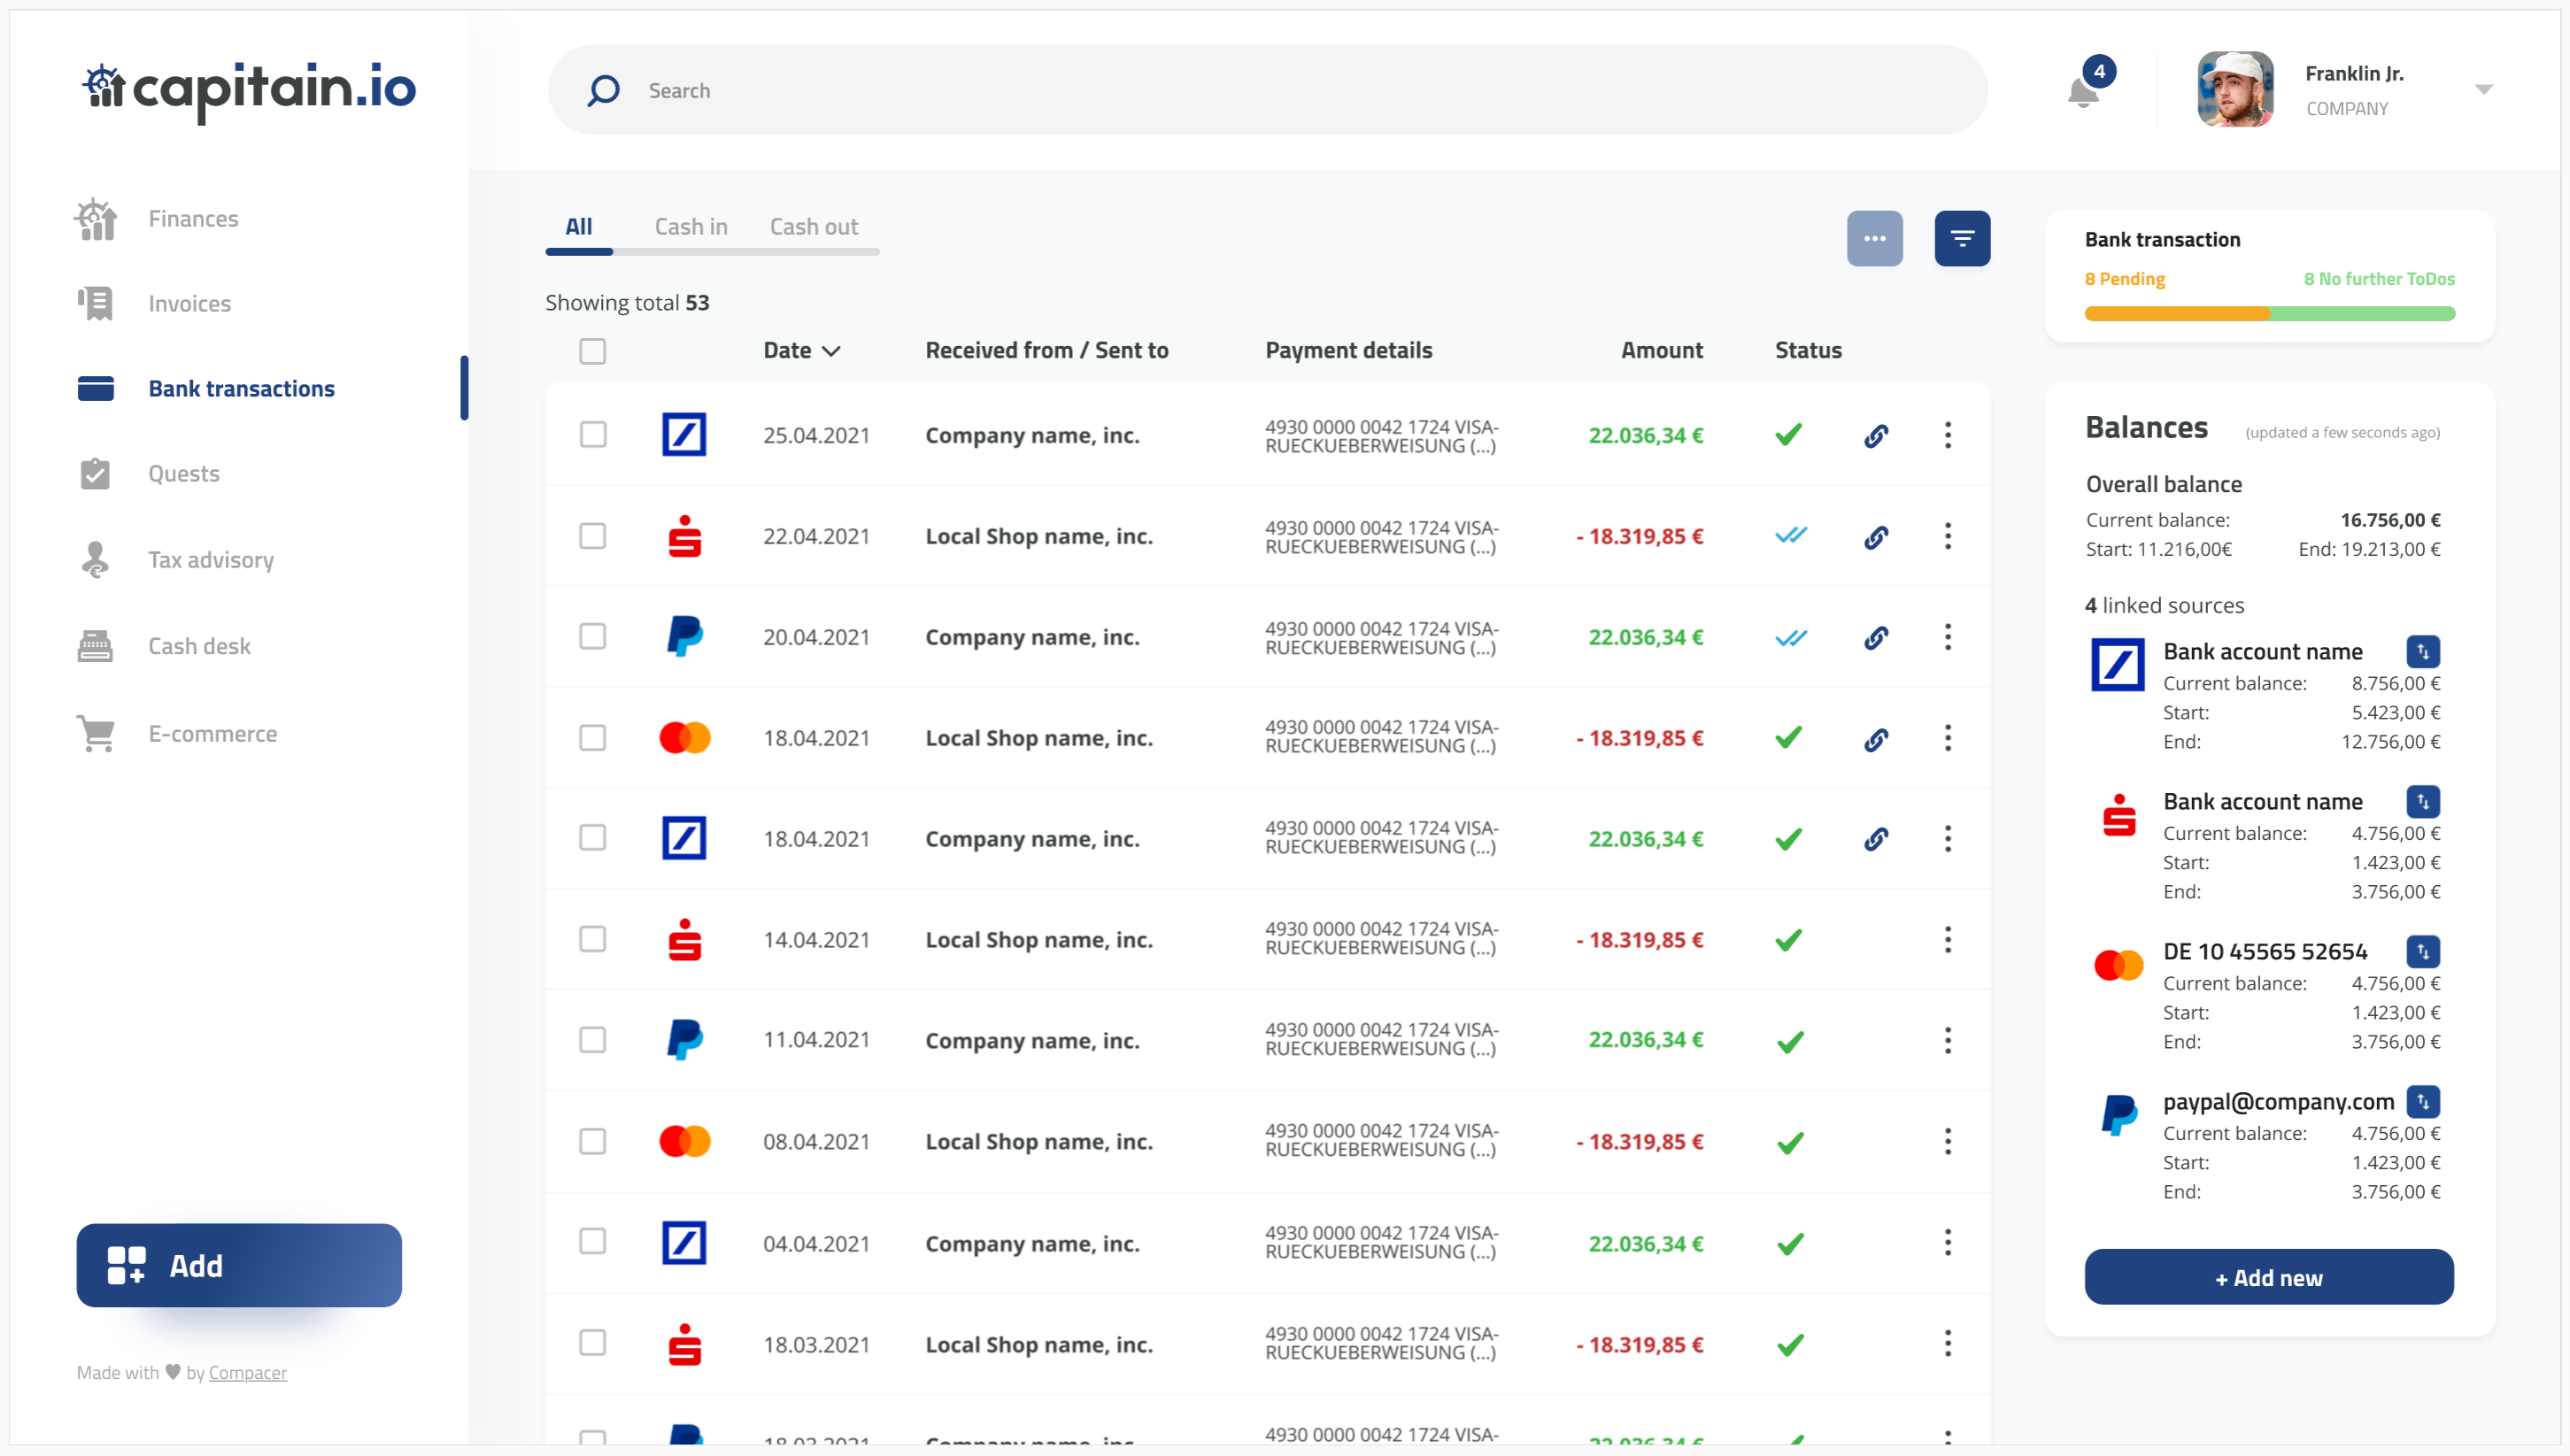 capitain.io
Search
4
Franklin Jr.
COMPANY
Finances
Invoices
Bank transactions
Quests
Tax advisory
Cash desk
E-commerce
Add
Made with by Compacer
All Cash in Cash out
Showing total 53
Date Received from / Sent to Payment details Amount Status
25.04.2021 Company name, inc. 4930 0000 0042 1724 VISA- 22.036,34 €
RUECKUEBERWEISUNG (...)
22.04.2021 Local Shop name, inc. 4930 0000 0042 1724 VISA- - 18.319,85 €
RUECKUEBERWEISUNG (...)
20.04.2021 Company name, inc. 4930 0000 0042 1724 VISA- 22.036,34 €
RUECKUEBERWEISUNG (...)
18.04.2021 Local Shop name, inc. 4930 0000 0042 1724 VISA- - 18.319,85 €
RUECKUEBERWEISUNG (...)
18.04.2021 Company name, inc. 4930 0000 0042 1724 VISA- 22.036,34 €
RUECKUEBERWEISUNG (...)
14.04.2021 Local Shop name, inc. 4930 0000 0042 1724 VISA- - 18.319,85 €
RUECKUEBERWEISUNG (...)
11.04.2021 Company name, inc. 4930 0000 0042 1724 VISA- 22.036,34 €
RUECKUEBERWEISUNG (...)
08.04.2021 Local Shop name, inc. 4930 0000 0042 1724 VISA- - 18.319,85 €
RUECKUEBERWEISUNG (...)
04.04.2021 Company name, inc. 4930 0000 0042 1724 VISA- 22.036,34 €
RUECKUEBERWEISUNG (...)
18.03.2021 Local Shop name, inc. 4930 0000 0042 1724 VISA- - 18.319,85 €
RUECKUEBERWEISUNG (...)
18.03.2021 Company name, inc. 4930 0000 0042 1724 VISA- 22.036,34 €
Bank transaction
8 Pending 8 No further ToDos
Balances (updated a few seconds ago)
Overall balance
Current balance: 16.756,00 €
Start: 11.216,00€ End: 19.213,00 €
4 linked sources
Bank account name
Current balance: 8.756,00 €
Start: 5.423,00 €
End: 12.756,00 €
Bank account name
Current balance: 4.756,00 €
Start: 1.423,00 €
End: 3.756,00 €
DE 10 45565 52654
Current balance: 4.756,00 €
Start: 1.423,00 €
End: 3.756,00 €
paypal@company.com
Current balance: 4.756,00 €
Start: 1.423,00 €
End: 3.756,00 €
+ Add new